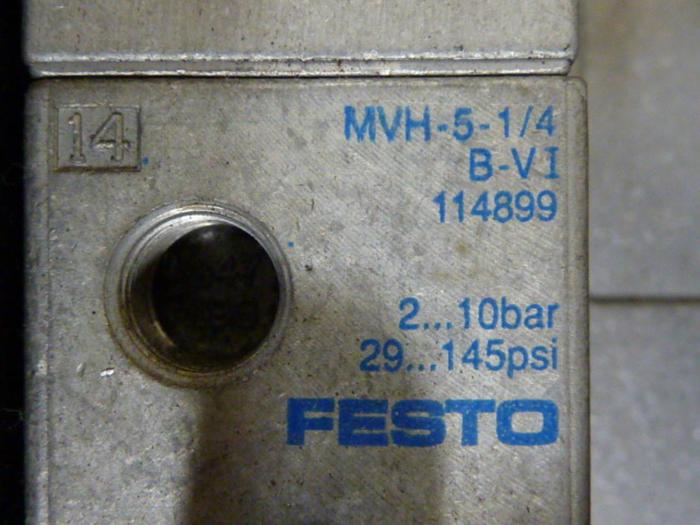 14
MVH-5-1/4
B-VI
114899
2...10bar
29...145psi
FESTO